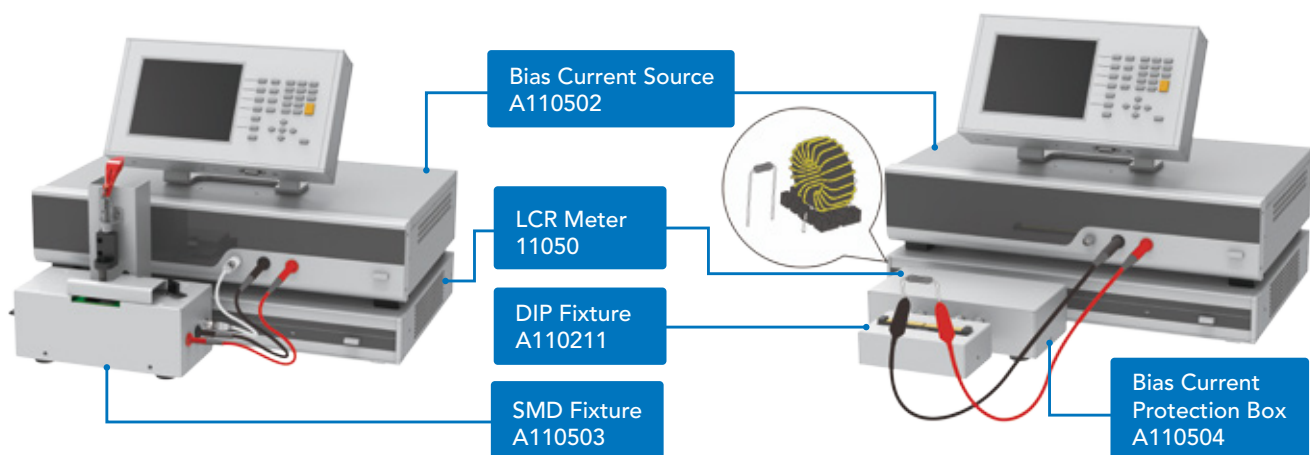 Bias Current Source
A110502
LCR Meter
11050
DIP Fixture
A110211
SMD Fixture
A110503
Bias Current
Protection Box
A110504